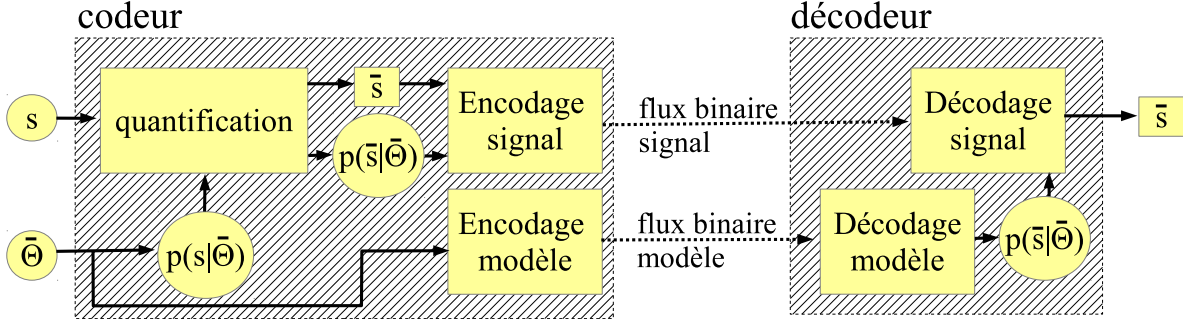 codeur
décodeur
s
quantification
s̄
p(s̄|Θ̄)
Encodage
signal
flux binaire
signal
Décodage
signal
s̄
Θ̄
p(s|Θ̄)
Encodage
modèle
flux binaire
modèle
Décodage
modèle
p(s̄|Θ̄)